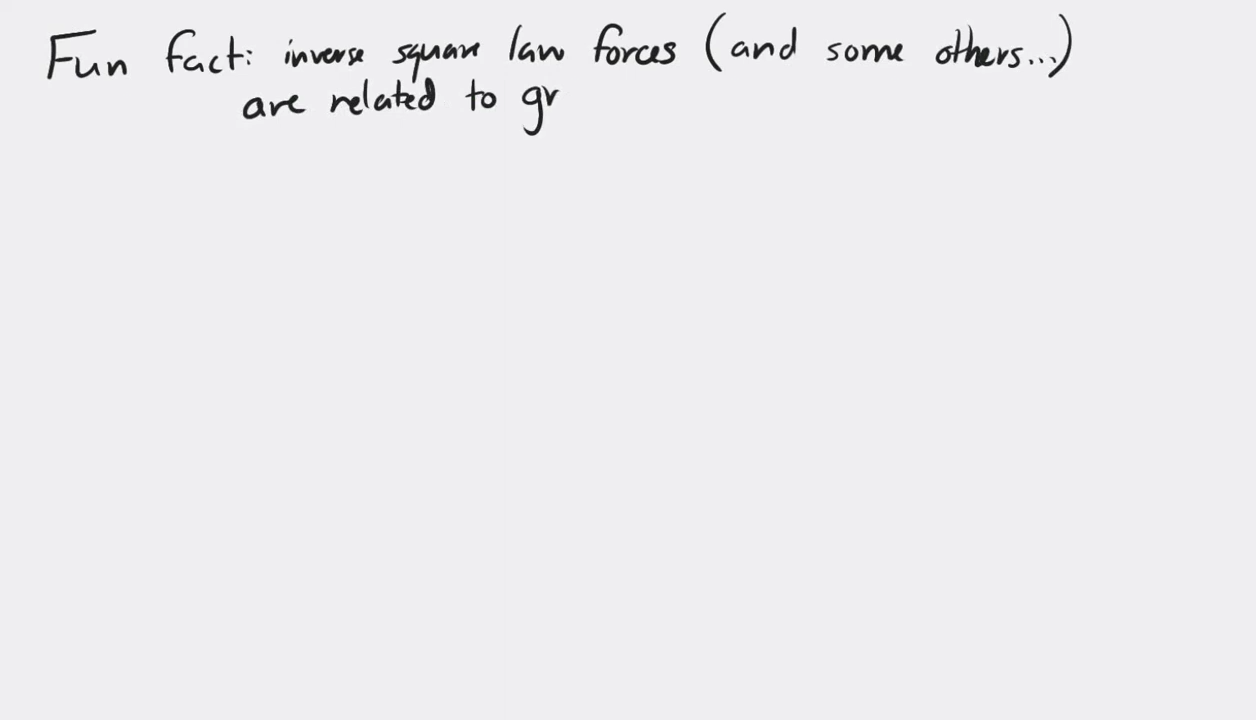 Fun fact: inverse square law forces (and some others...)
are related to gr